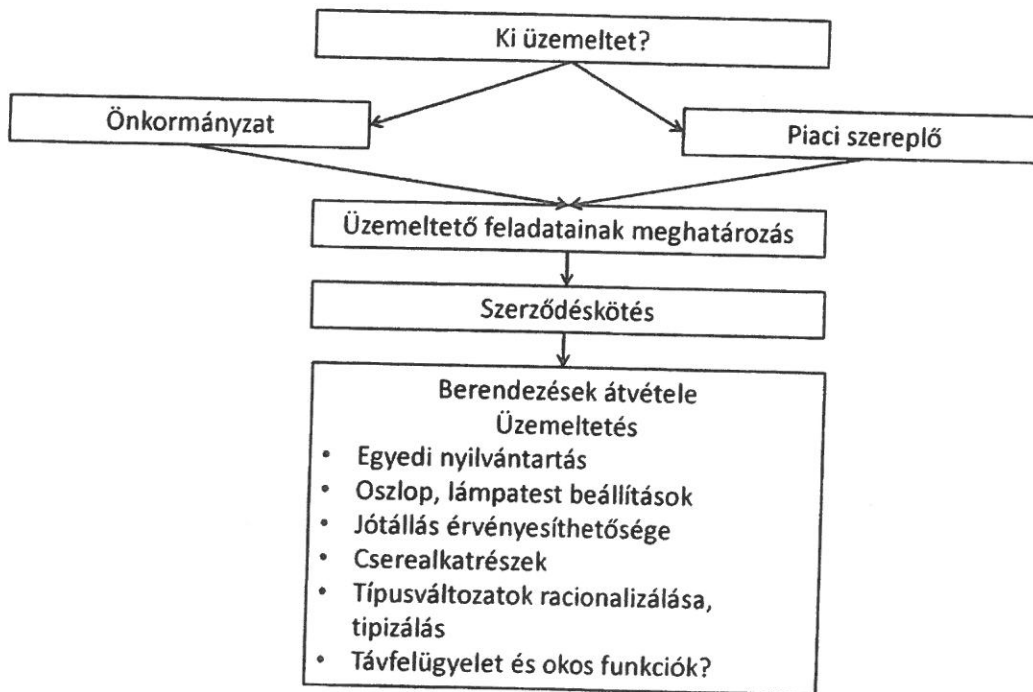 Ki üzemeltet?
Önkormányzat
Piaci szereplő
Üzemeltető feladatainak meghatározás
Szerződéskötés
Berendezések átvétele
Üzemeltetés
• Egyedi nyilvántartás
• Oszlop, lámpatest beállítások
• Jótállás érvényesíthetősége
• Cserealkatrészek
• Típusváltozatok racionalizálása,
tipizálás
• Távfelügyelet és okos funkciók?